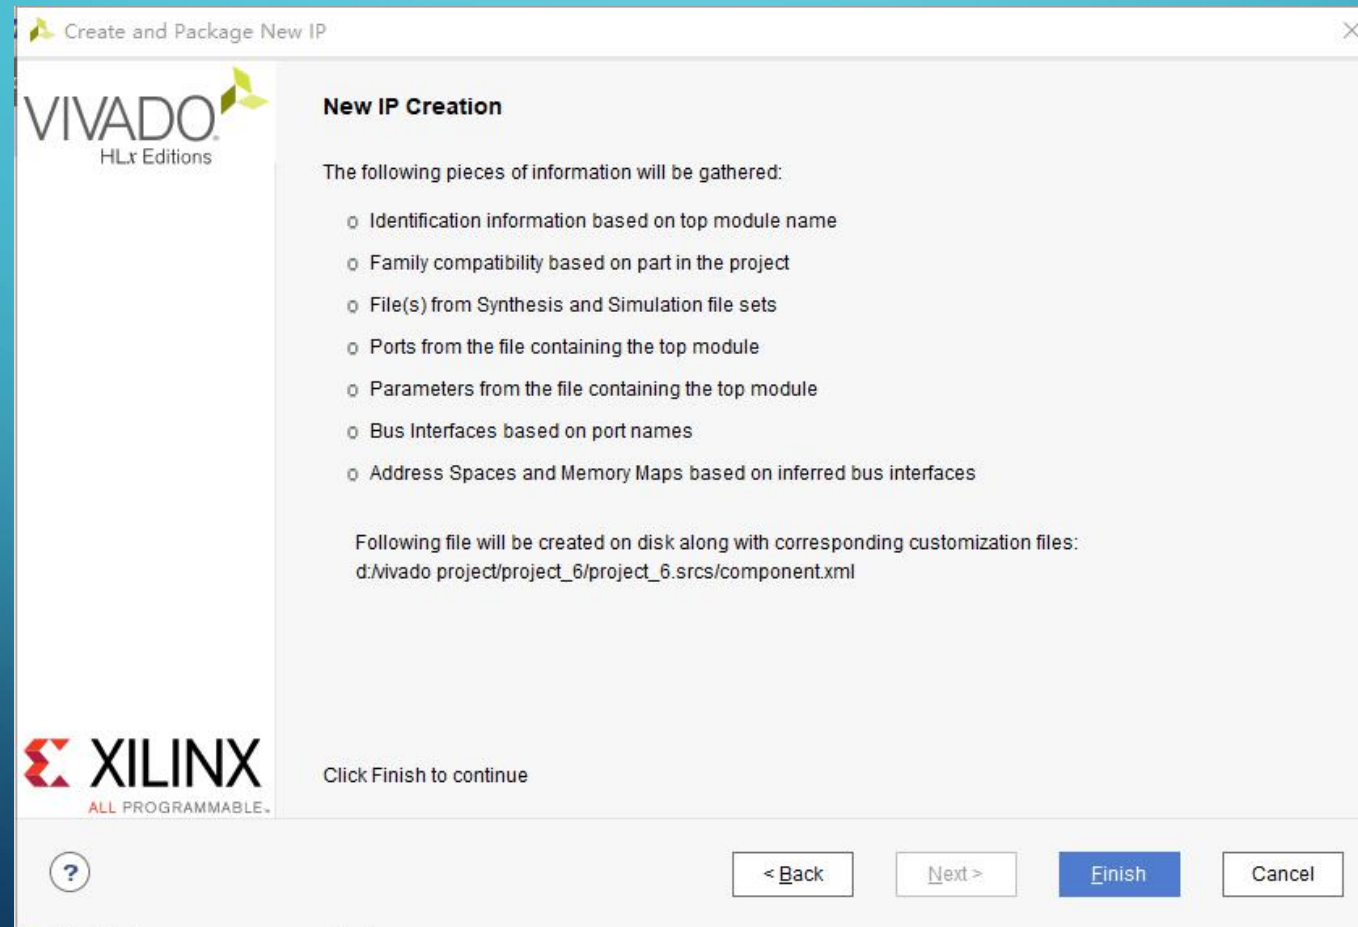 Create and Package New IP
VIVADO
HLx Editions
New IP Creation
The following pieces of information will be gathered:
o Identification information based on top module name
o Family compatibility based on part in the project
o File(s) from Synthesis and Simulation file sets
o Ports from the file containing the top module
o Parameters from the file containing the top module
o Bus Interfaces based on port names
o Address Spaces and Memory Maps based on inferred bus interfaces
Following file will be created on disk along with corresponding customization files:
d:/vivado project/project_6/project_6.srcs/component.xml
XILINX
ALL PROGRAMMABLE™
Click Finish to continue
?
< Back
Next >
Finish
Cancel